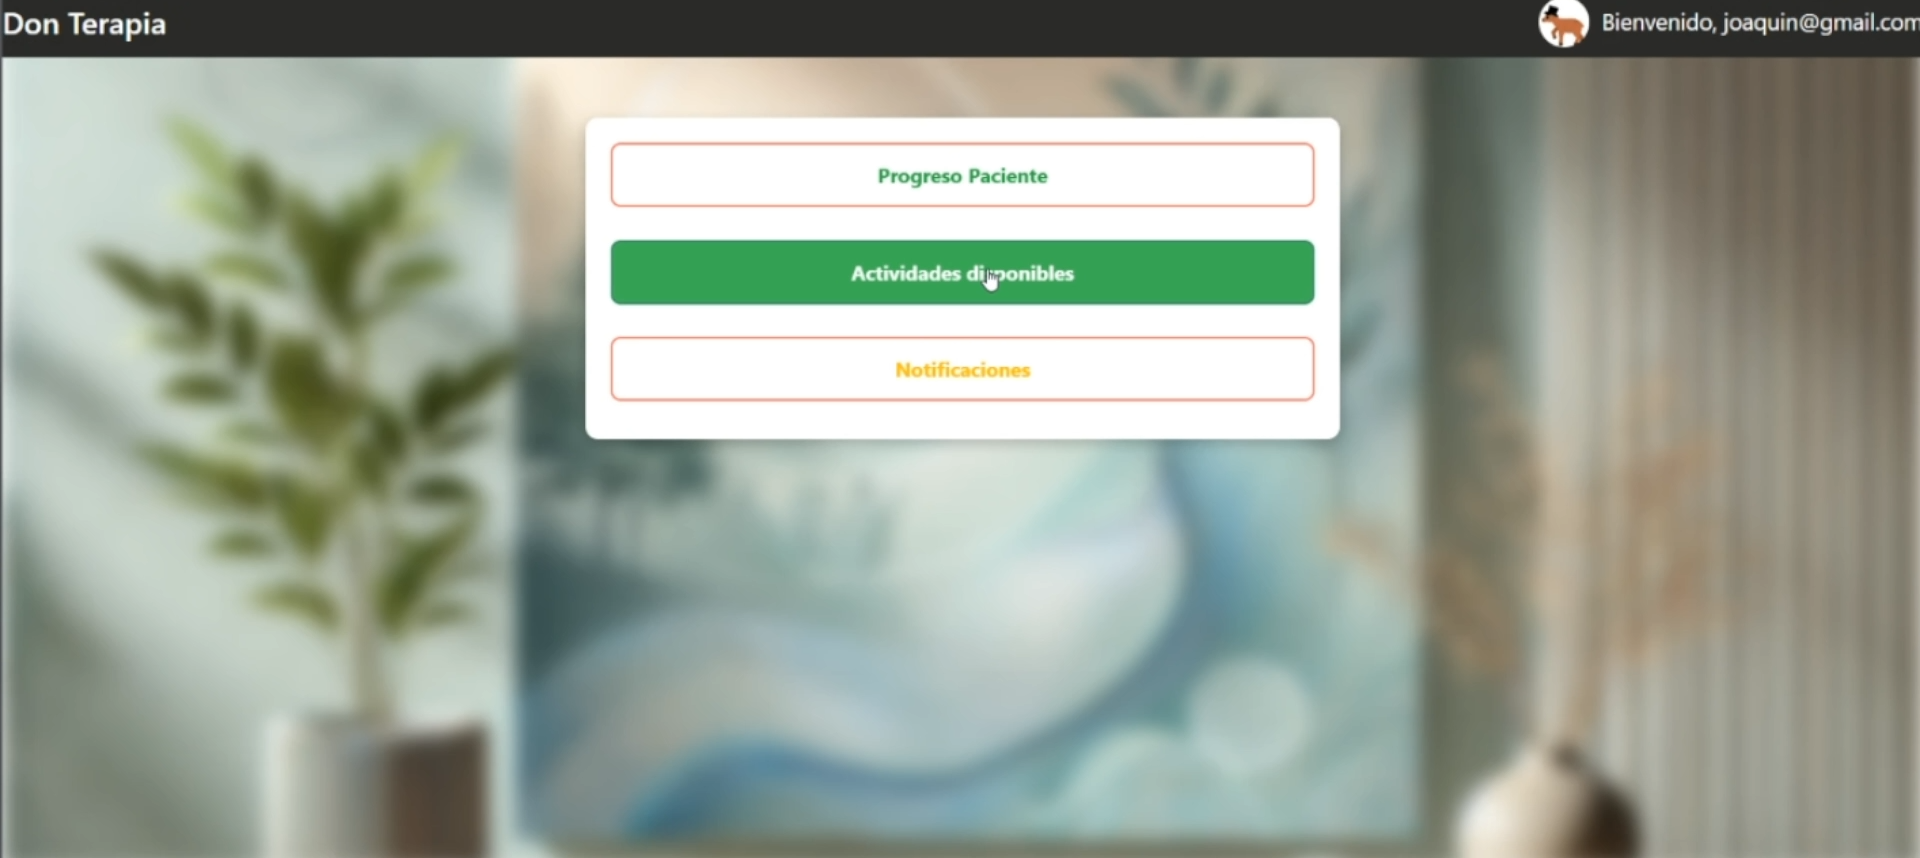 Don Terapia
Bienvenido, joaquin@gmail.com
Progreso Paciente
Actividades disponibles
Notificaciones